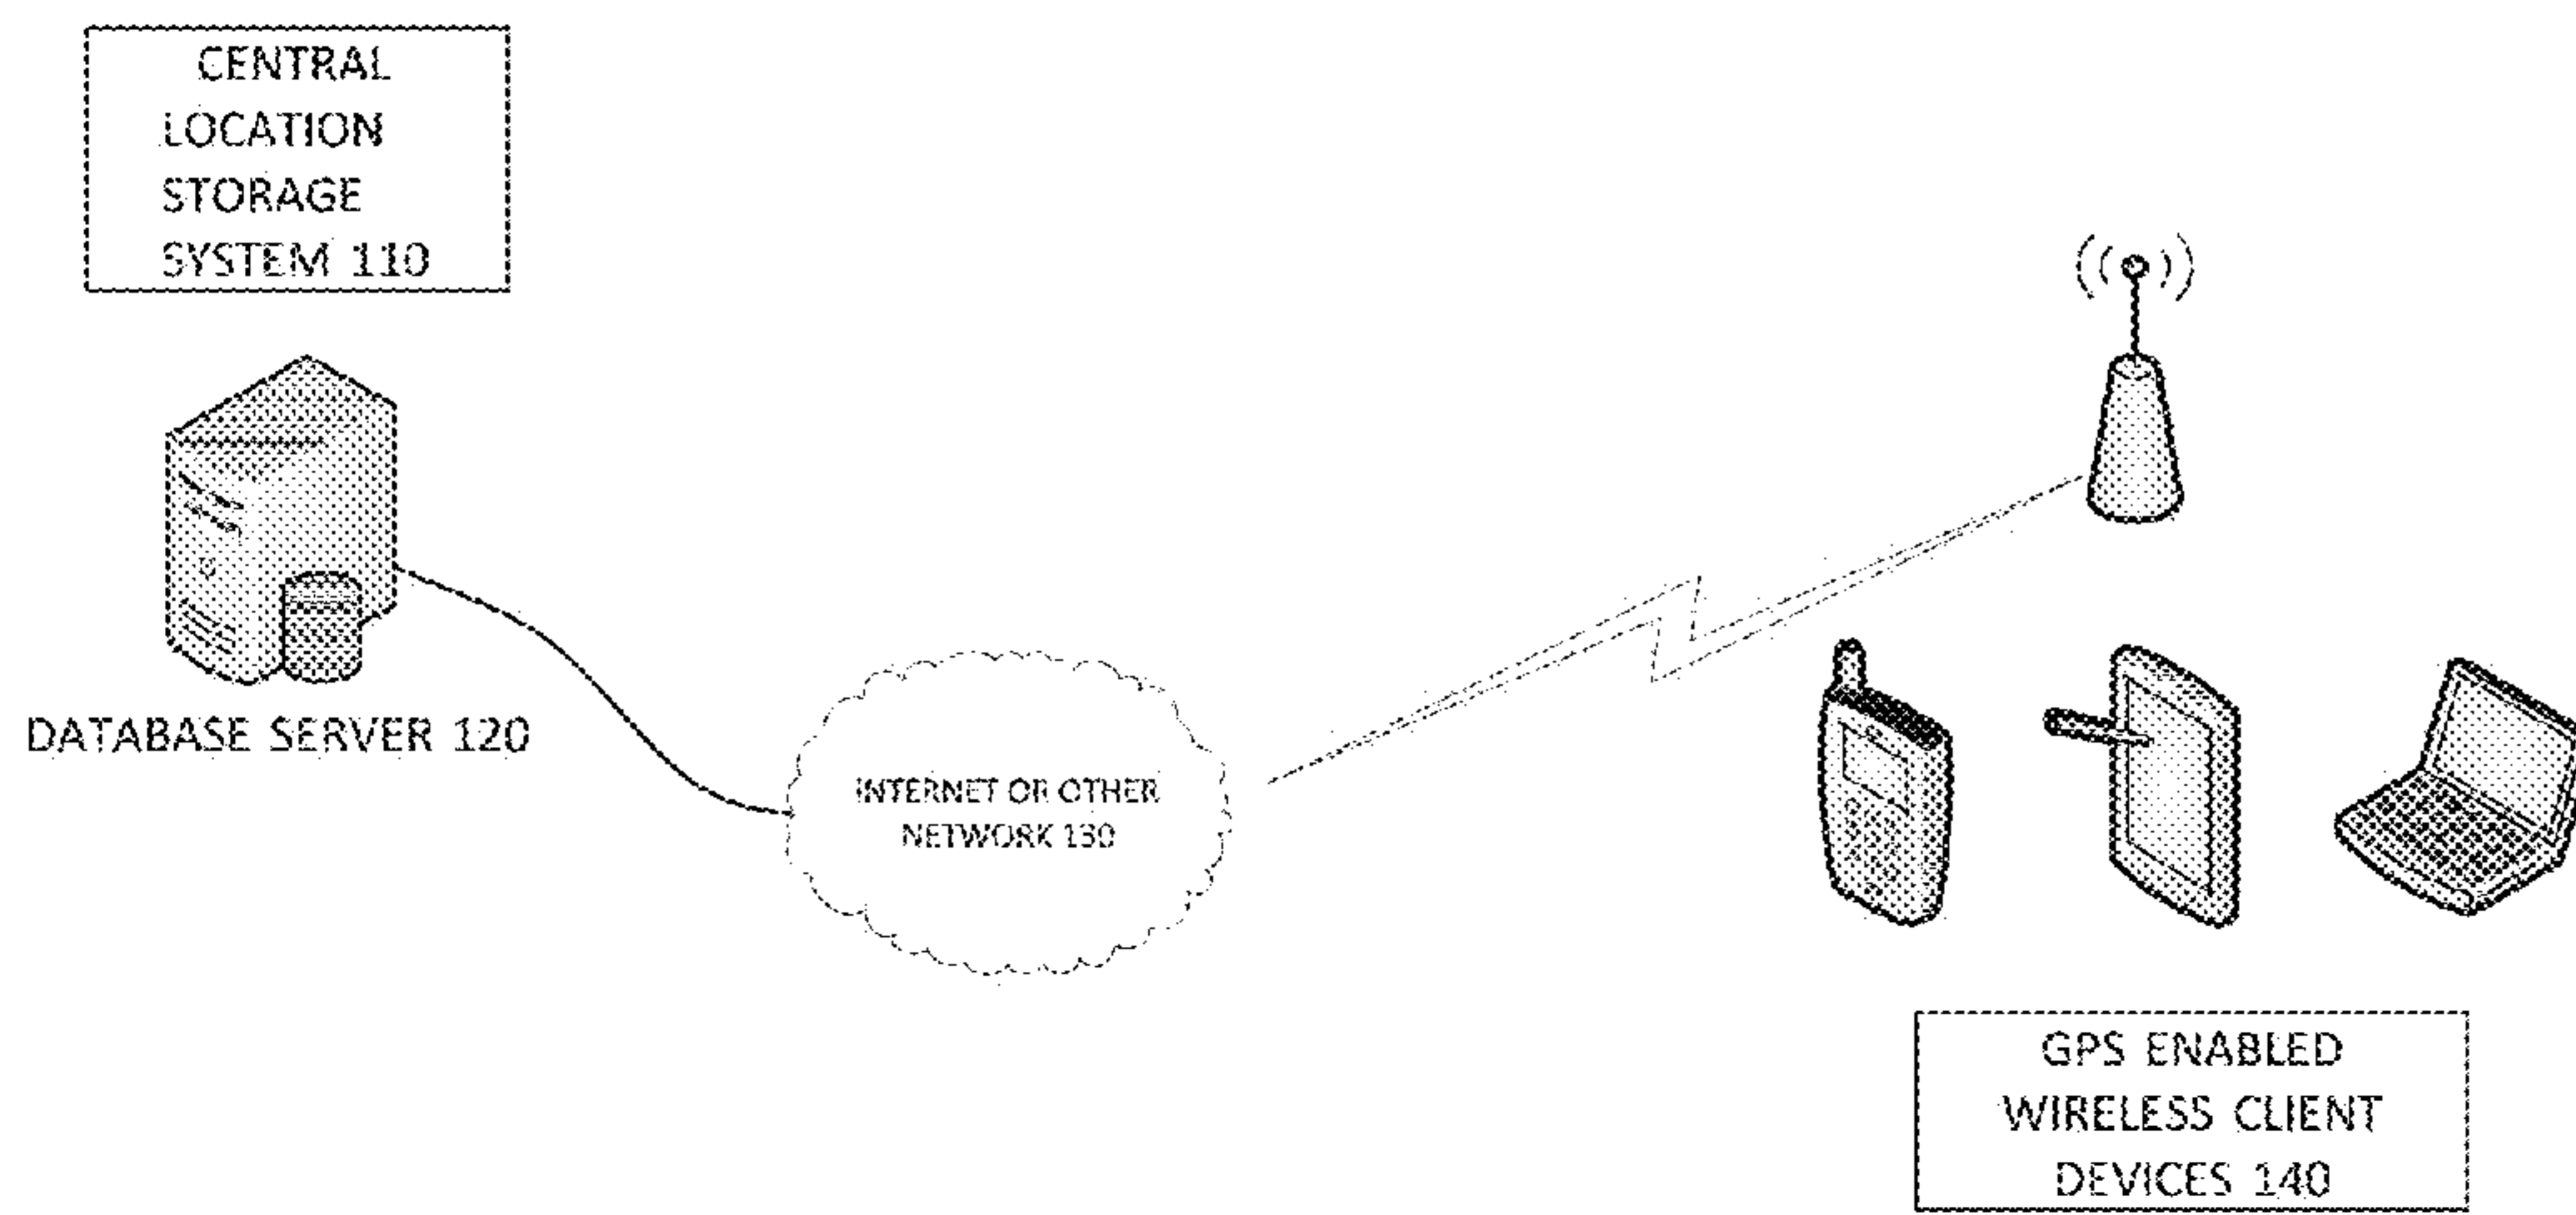 CENTRAL
LOCATION
STORAGE
SYSTEM 110
DATABASE SERVER 120
INTERNET OR OTHER
NETWORK 130
GPS ENABLED
WIRELESS CLIENT
DEVICES 140